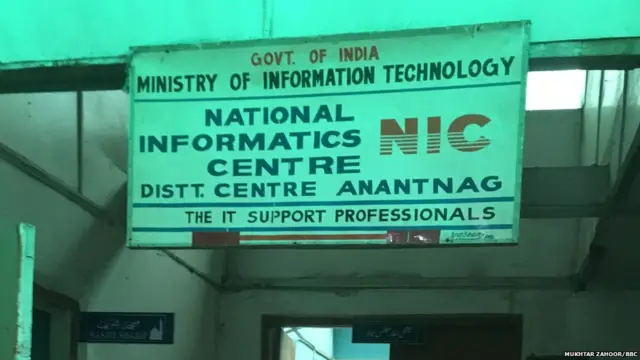 GOVT. OF INDIA
MINISTRY OF INFORMATION TECHNOLOGY
NATIONAL
INFORMATICS
CENTRE
NIC
DISTT. CENTRE ANANTNAG
THE IT SUPPORT PROFESSIONALS
MUKHTAR ZAHOOR/BBC